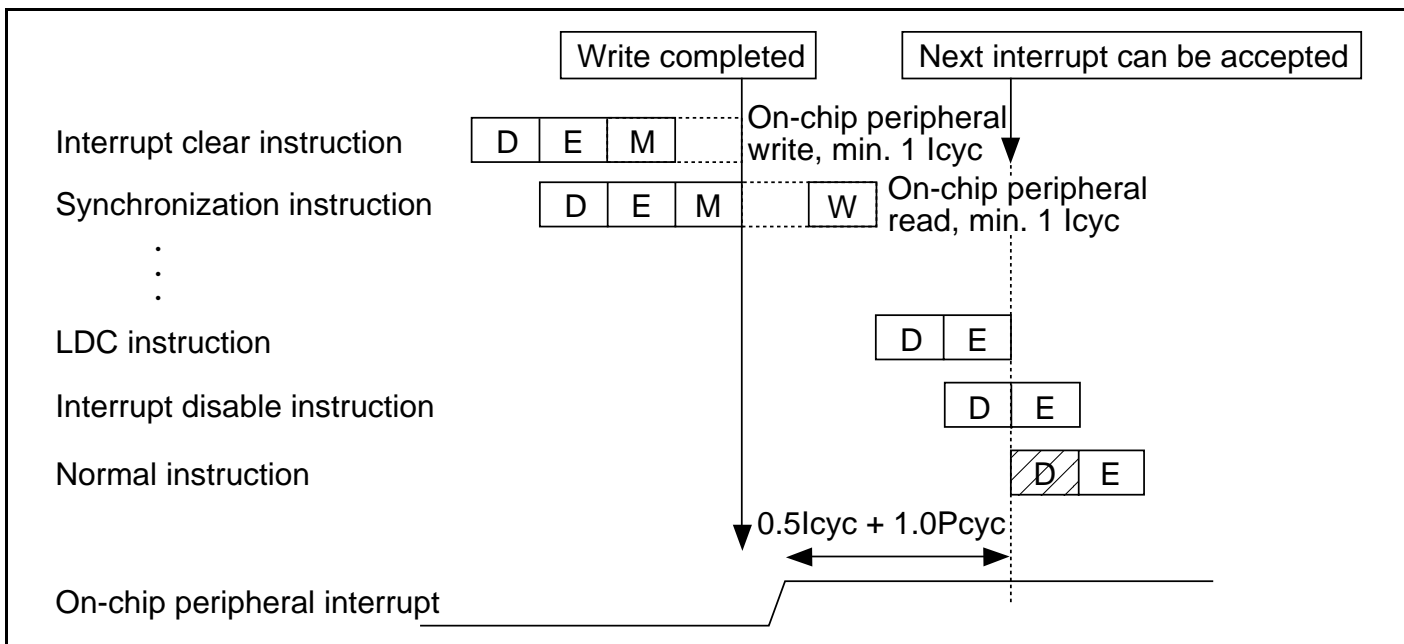 Write completed
Next interrupt can be accepted
Interrupt clear instruction
D E M
On-chip peripheral
write, min. 1 Icyc
Synchronization instruction
D E M W
On-chip peripheral
read, min. 1 Icyc
.
.
.
LDC instruction
D E
Interrupt disable instruction
D E
Normal instruction
D E
0.5Icyc + 1.0Pcyc
On-chip peripheral interrupt